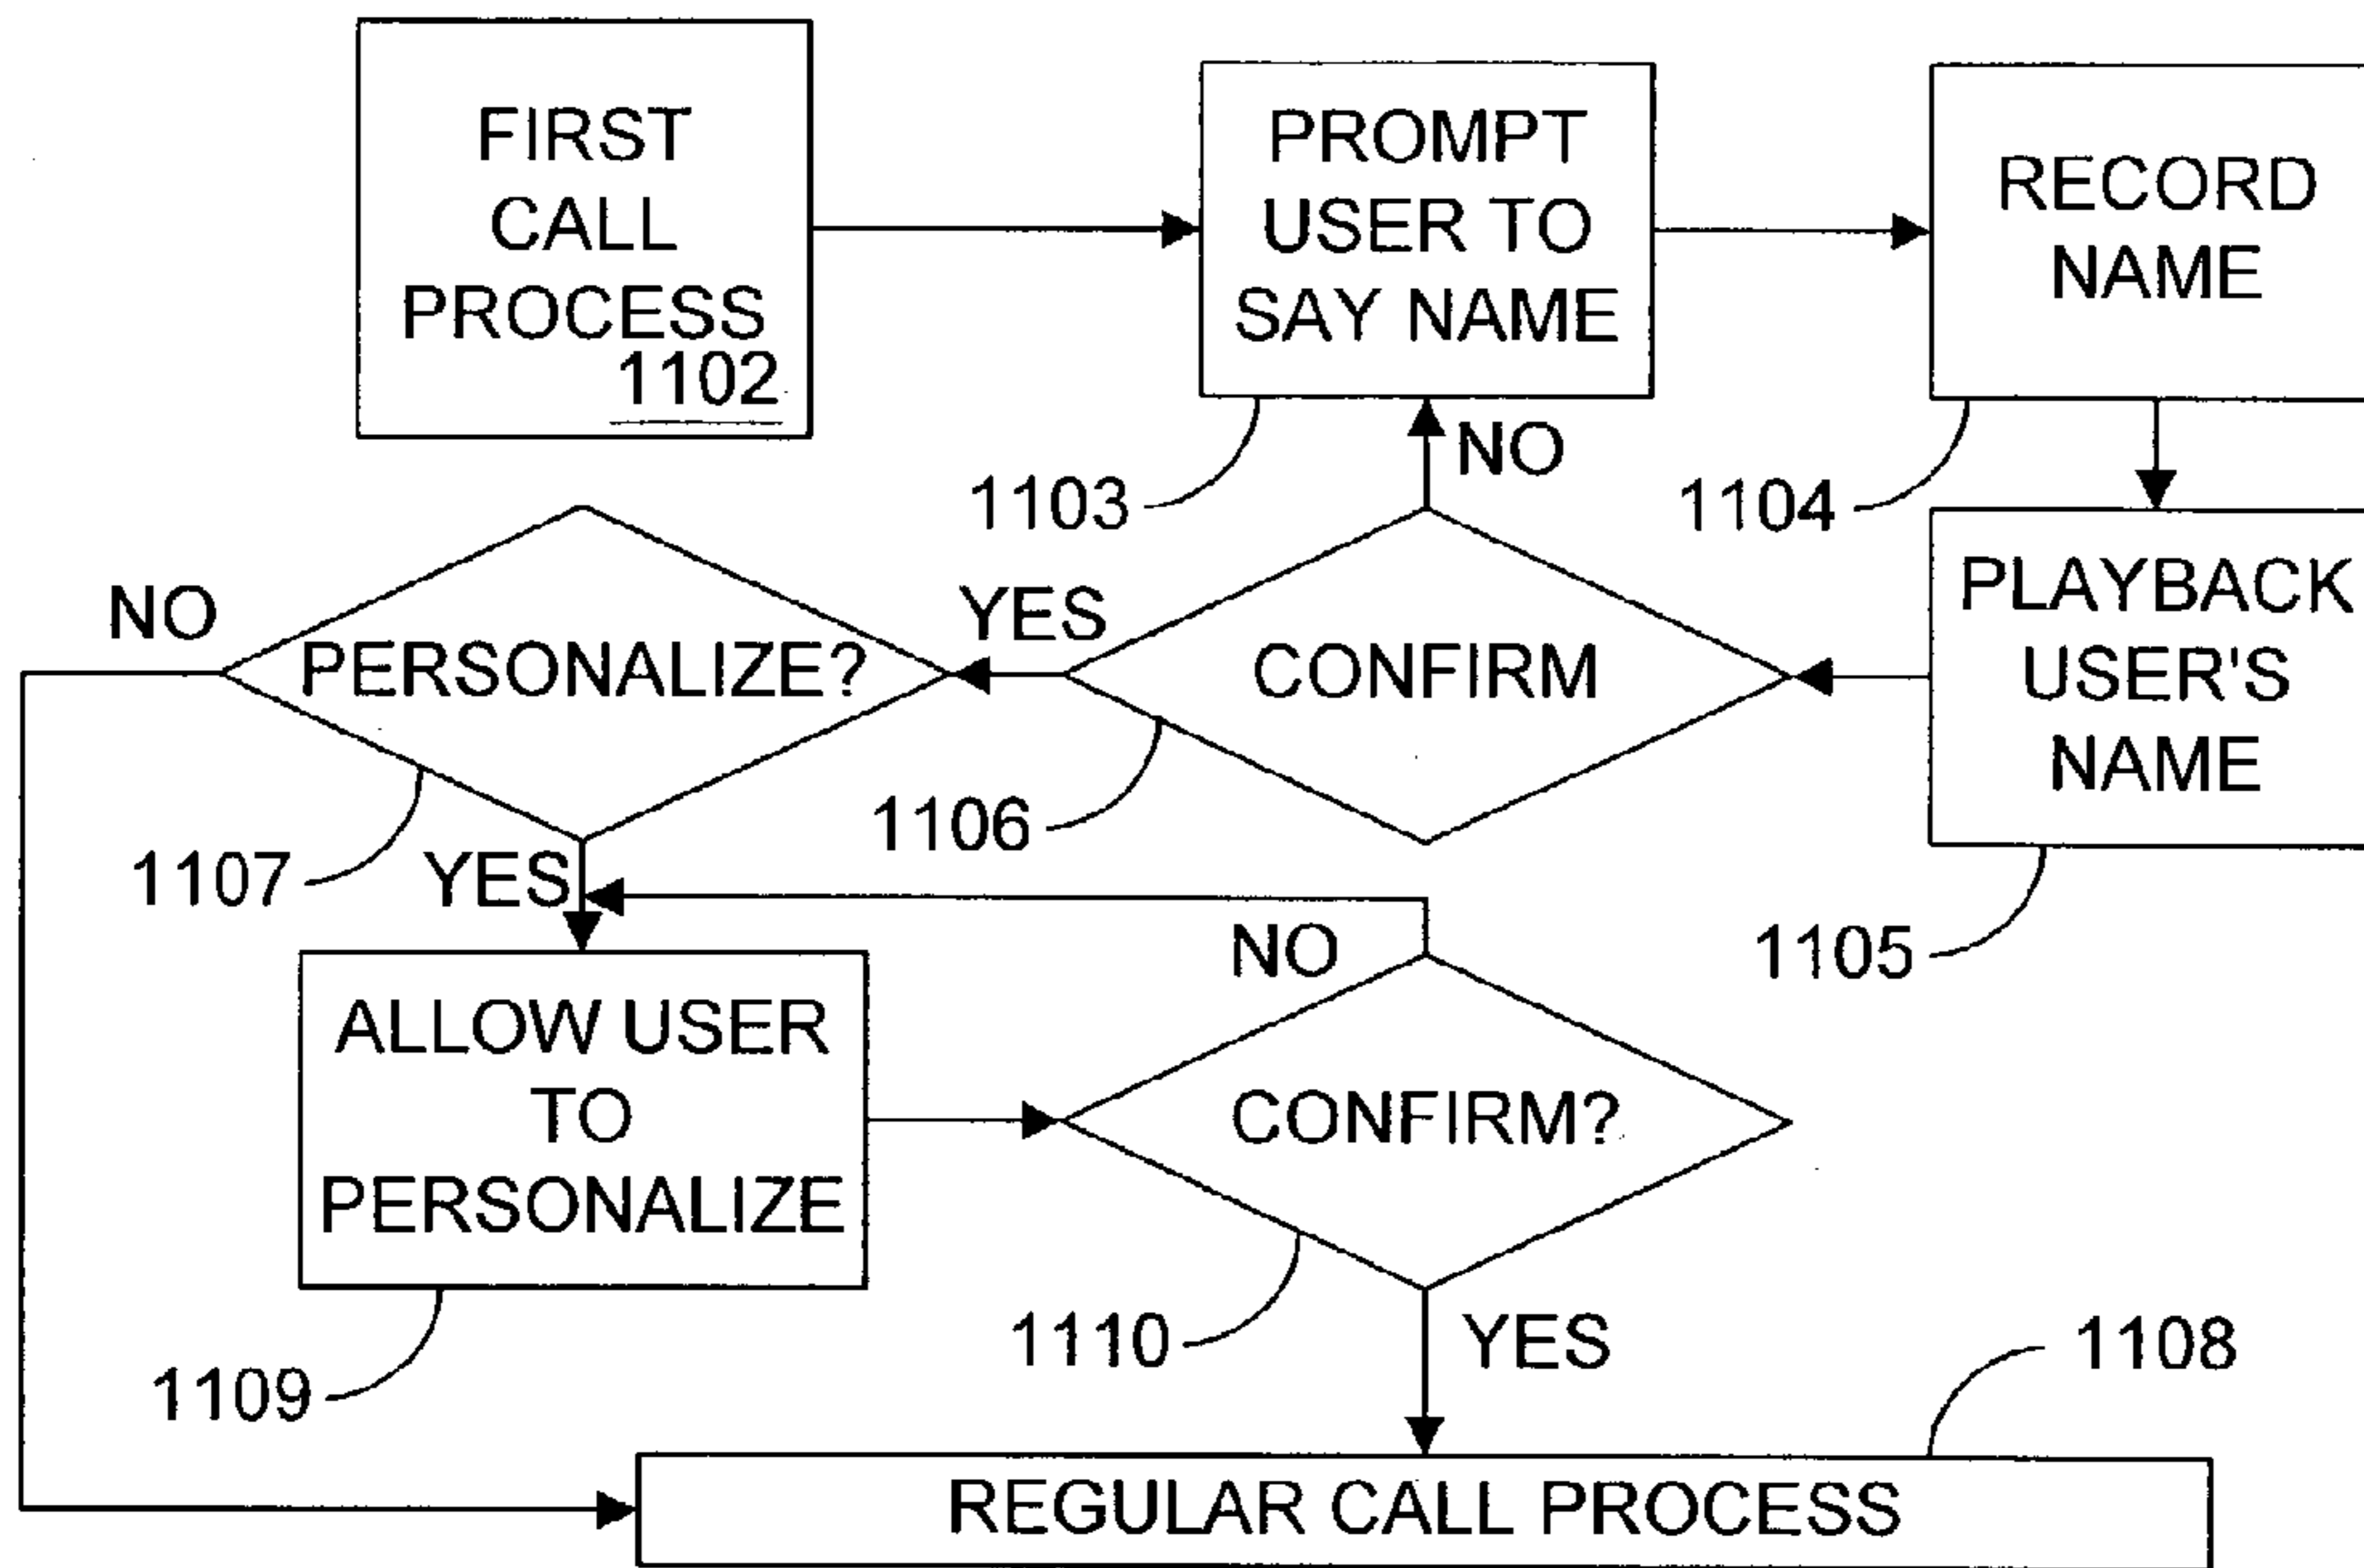 FIRST
CALL
PROCESS
1102
PROMPT
USER TO
SAY NAME
RECORD
NAME
1103
NO
1104
NO
PERSONALIZE?
YES
CONFIRM
PLAYBACK
USER'S
NAME
1107
YES
1106
1105
NO
ALLOW USER
TO
PERSONALIZE
CONFIRM?
1109
1110
YES
1108
REGULAR CALL PROCESS